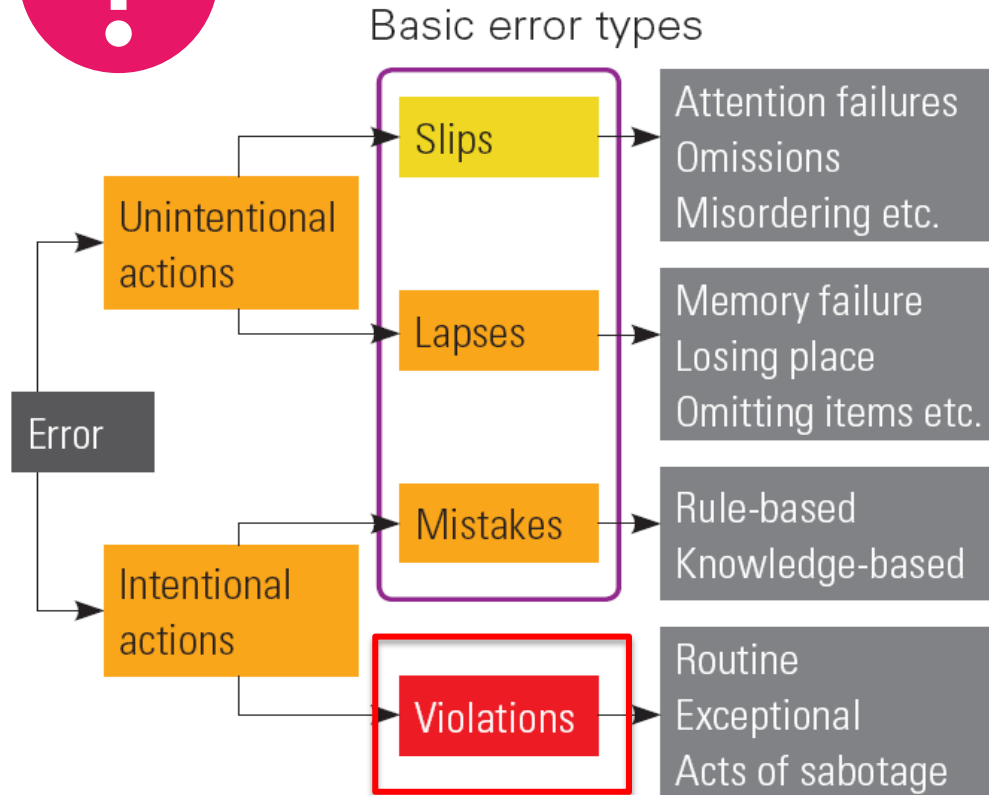 !
Basic error types
Slips
Attention failures
Omissions
Misordering etc.
Unintentional
actions
Lapses
Memory failure
Losing place
Omitting items etc.
Error
Mistakes
Rule-based
Knowledge-based
Intentional
actions
Violations
Routine
Exceptional
Acts of sabotage